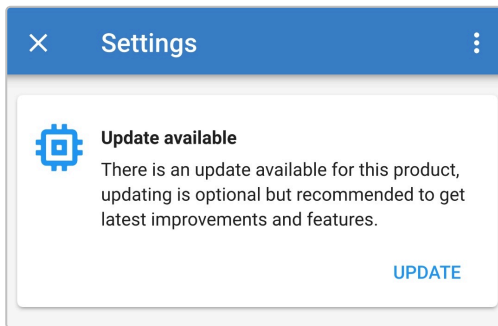 Settings
Update available
There is an update available for this product,
updating is optional but recommended to get
latest improvements and features.
UPDATE